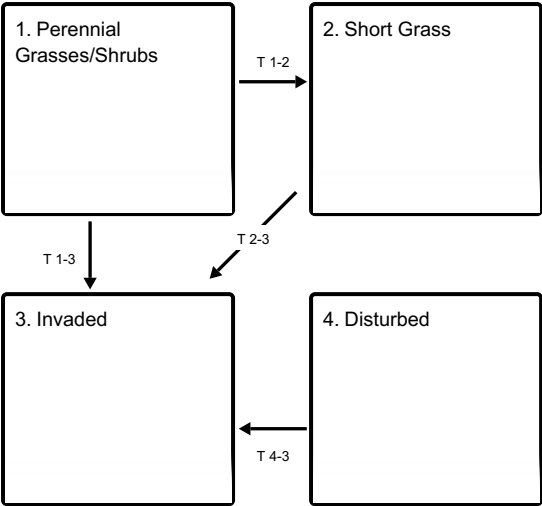 1. Perennial
Grasses/Shrubs
T 1-2
2. Short Grass
T 1-3
T 2-3
3. Invaded
4. Disturbed
T 4-3